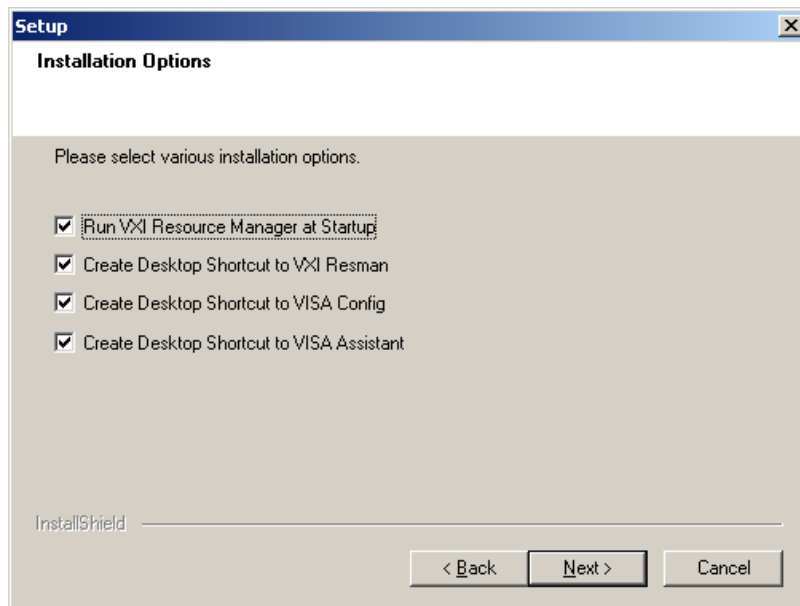 Setup
Installation Options
Please select various installation options.
Run VXI Resource Manager at Startup
Create Desktop Shortcut to VXI Resman
Create Desktop Shortcut to VISA Config
Create Desktop Shortcut to VISA Assistant
InstallShield
< Back Next > Cancel